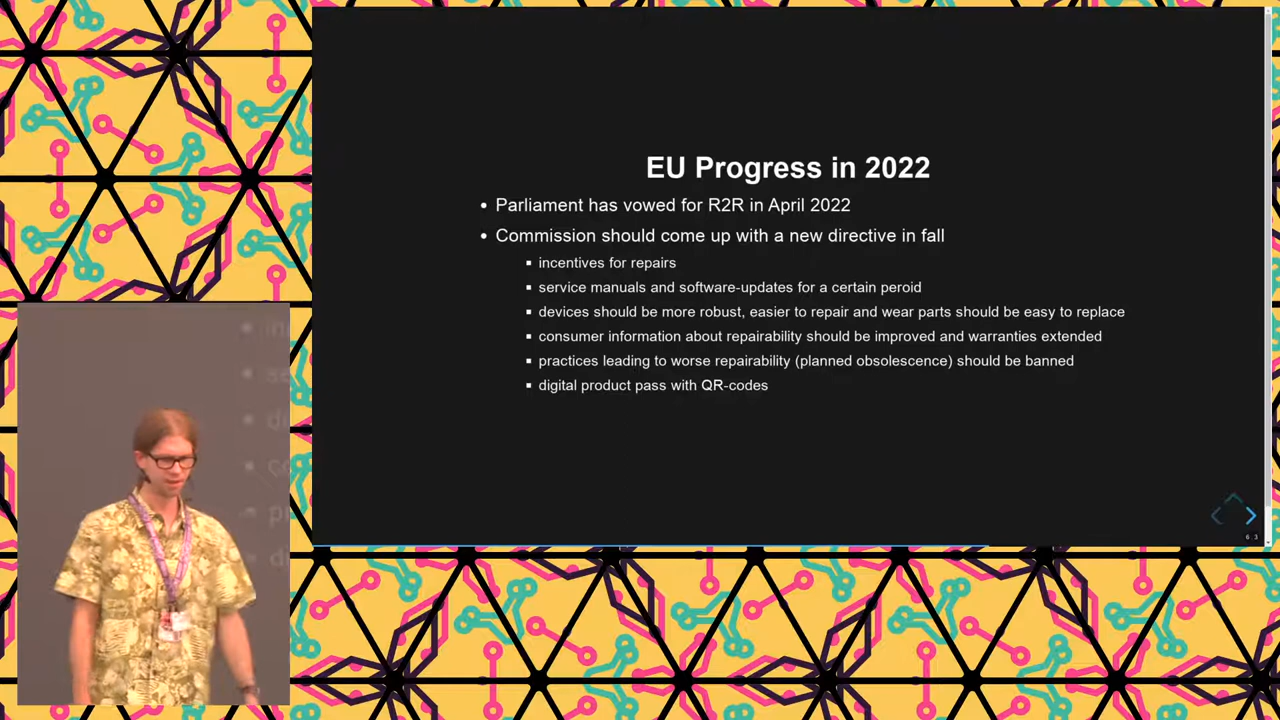 EU Progress in 2022
• Parliament has vowed for R2R in April 2022
• Commission should come up with a new directive in fall
▪ incentives for repairs
▪ service manuals and software-updates for a certain peroid
▪ devices should be more robust, easier to repair and wear parts should be easy to replace
▪ consumer information about repairability should be improved and warranties extended
▪ practices leading to worse repairability (planned obsolescence) should be banned
▪ digital product pass with QR-codes